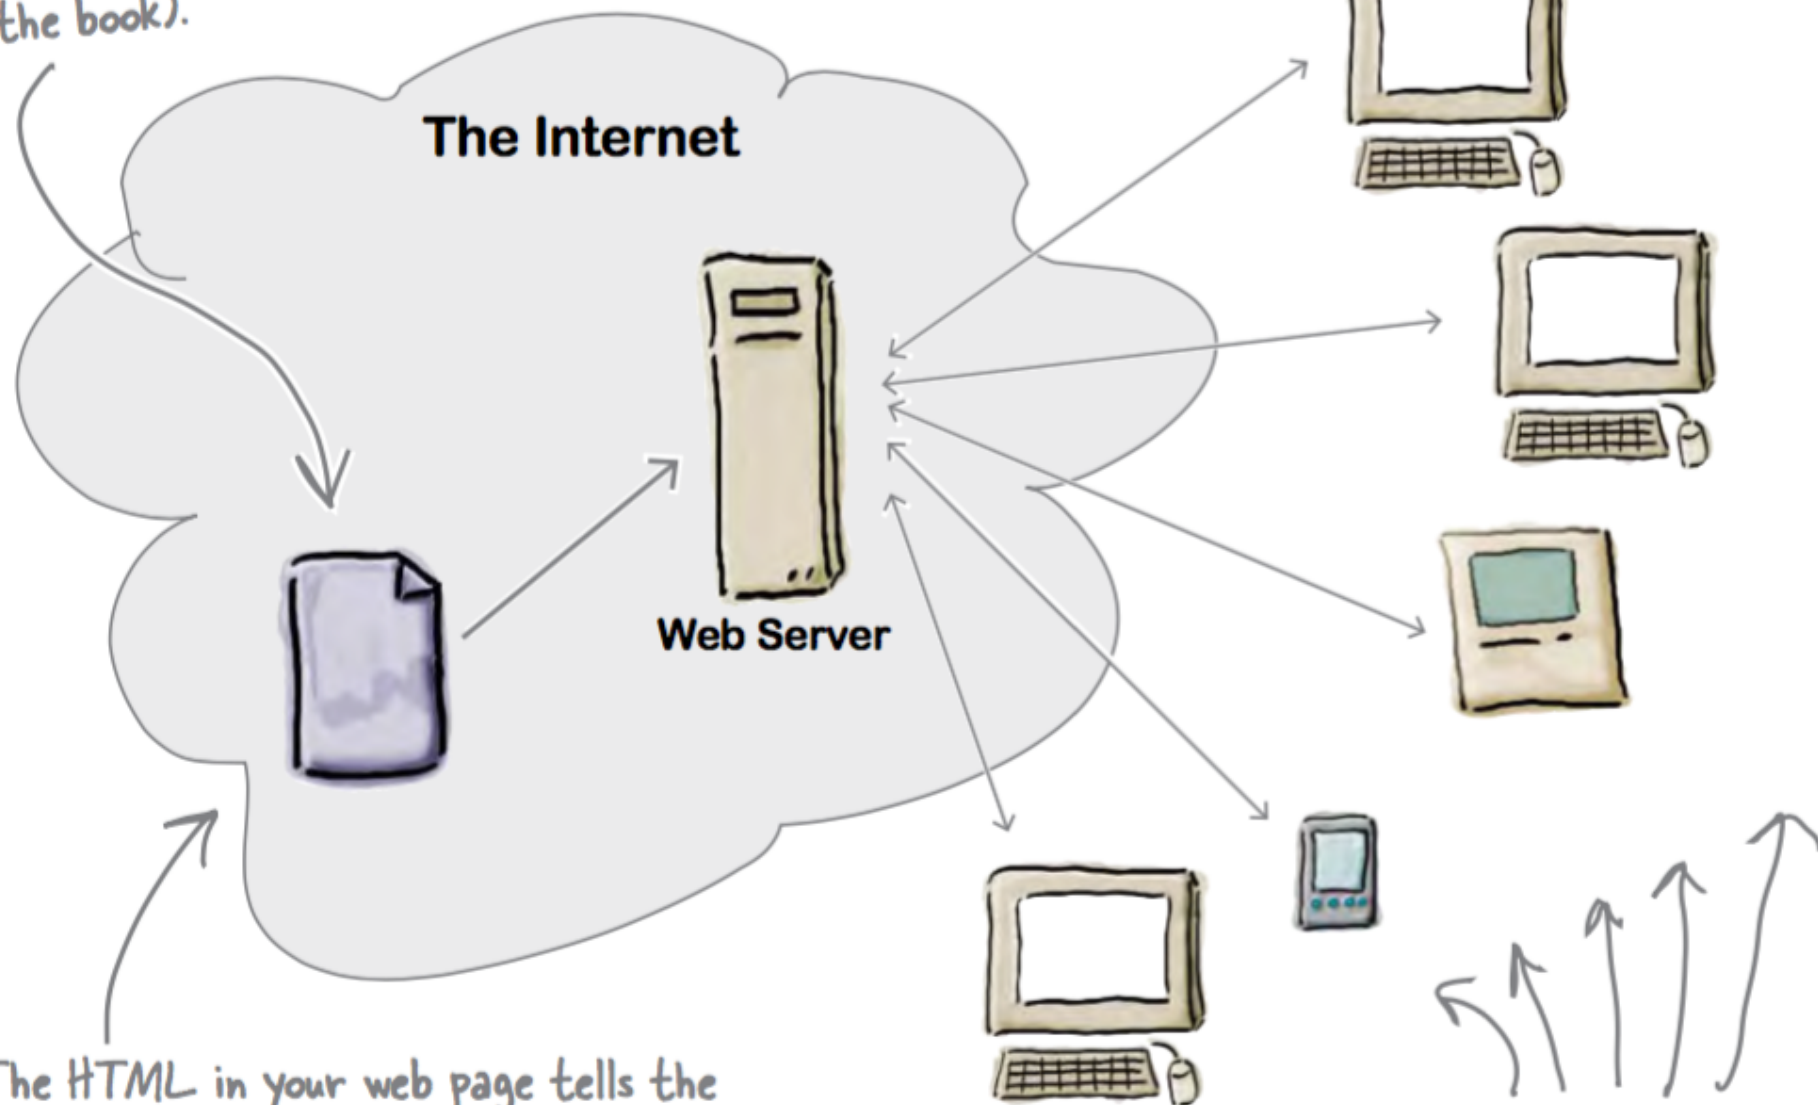 the book).
The Internet
Web Server
The HTML in your web page tells the